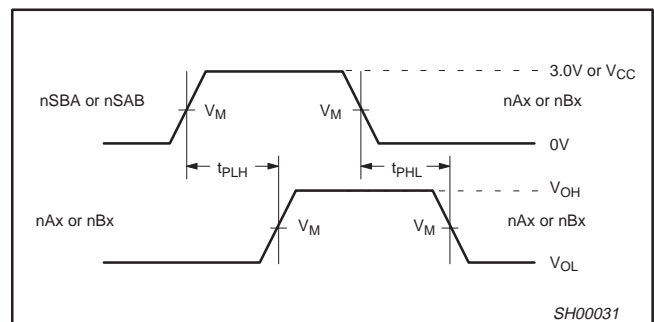 3.0V or VCC
nSBA or nSAB
VM
VM
nAx or nBx
0V
tPLH
tPHL
VOH
nAx or nBx
VM
VM
nAx or nBx
VOL
SH00031